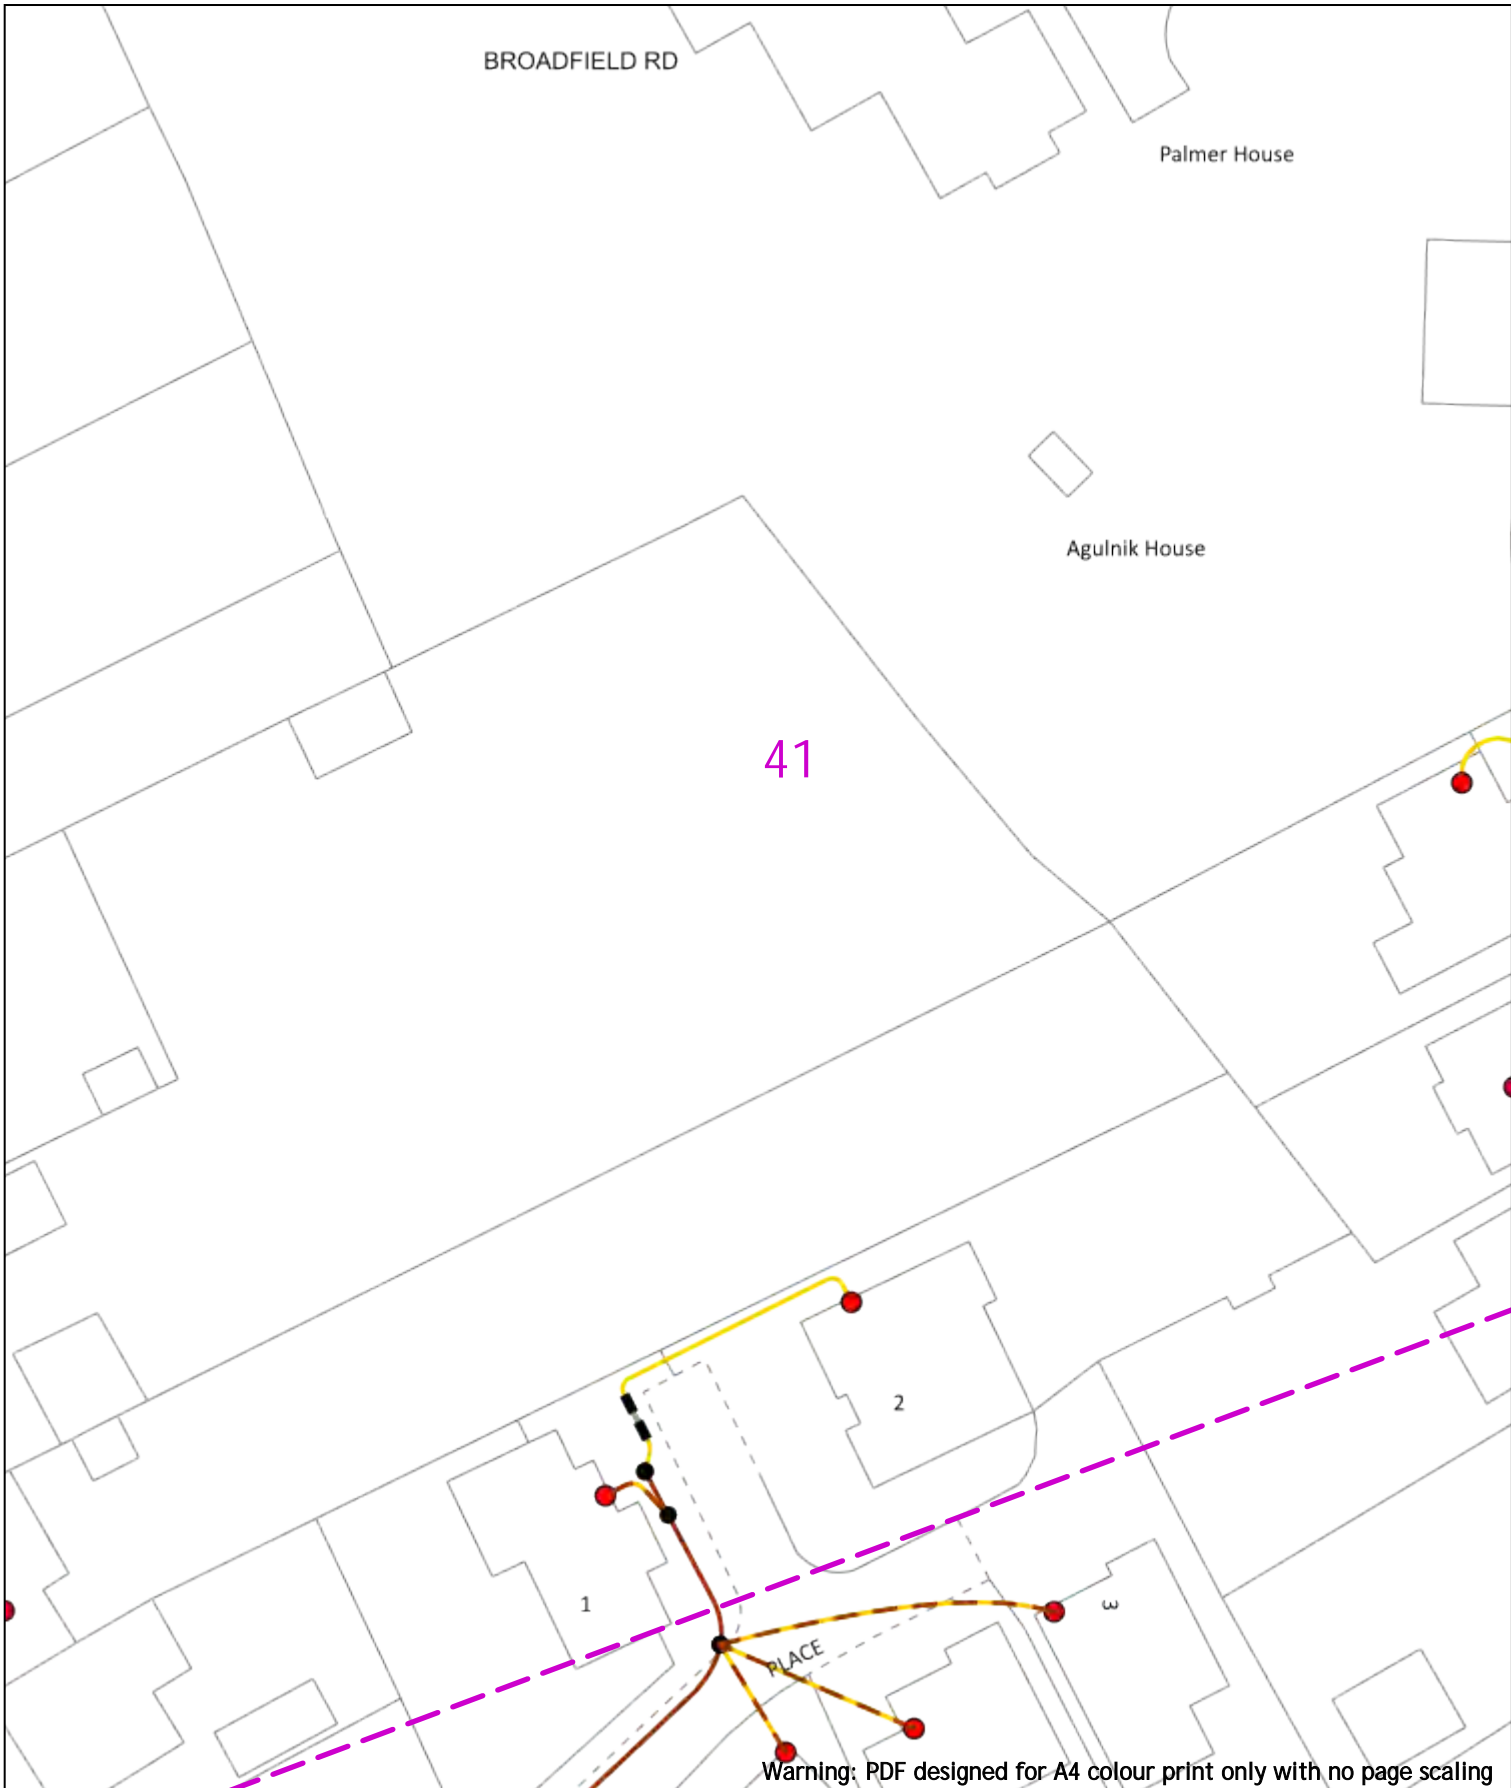 BROADFIELD RD
Palmer House
Agulnik House
41
2
1
3
PLACE
Warning: PDF designed for A4 colour print only with no page scaling